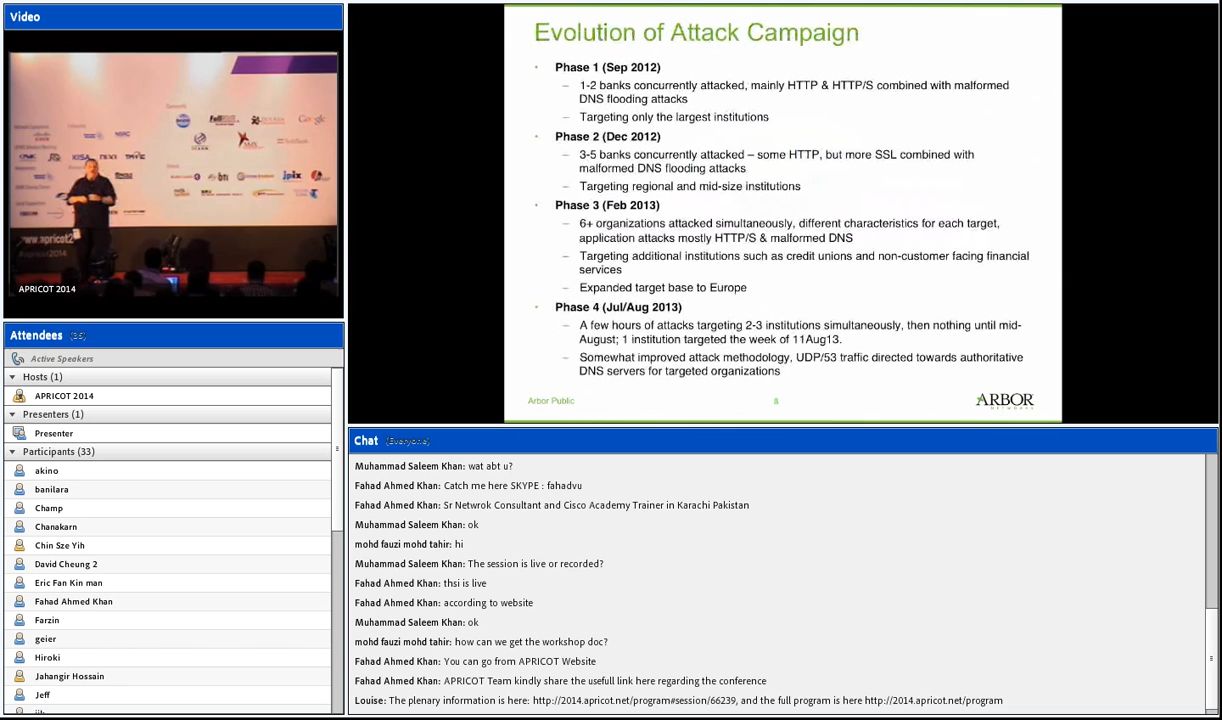 Video
Google
www.apricot2
#apricot2014
APRICOT 2014
Attendees (35)
Active Speakers
Hosts (1)
APRICOT 2014
Presenters (1)
Presenter
Participants (33)
akino
banilara
Champ
Chanakarn
Chin Sze Yih
David Cheung 2
Eric Fan Kin man
Fahad Ahmed Khan
Farzin
geier
Hiroki
Jahangir Hossain
Jeff
Evolution of Attack Campaign
• Phase 1 (Sep 2012)
– 1-2 banks concurrently attacked, mainly HTTP & HTTP/S combined with malformed
DNS flooding attacks
– Targeting only the largest institutions
• Phase 2 (Dec 2012)
– 3-5 banks concurrently attacked – some HTTP, but more SSL combined with
malformed DNS flooding attacks
– Targeting regional and mid-size institutions
• Phase 3 (Feb 2013)
– 6+ organizations attacked simultaneously, different characteristics for each target,
application attacks mostly HTTP/S & malformed DNS
– Targeting additional institutions such as credit unions and non-customer facing financial
services
– Expanded target base to Europe
• Phase 4 (Jul/Aug 2013)
– A few hours of attacks targeting 2-3 institutions simultaneously, then nothing until mid-
August; 1 institution targeted the week of 11Aug13.
– Somewhat improved attack methodology, UDP/53 traffic directed towards authoritative
DNS servers for targeted organizations
Arbor Public
8
ARBOR
NETWORKS
Chat (Everyone)
Muhammad Saleem Khan: wat abt u?
Fahad Ahmed Khan: Catch me here SKYPE : fahadvu
Fahad Ahmed Khan: Sr Netwrok Consultant and Cisco Academy Trainer in Karachi Pakistan
Muhammad Saleem Khan: ok
mohd fauzi mohd tahir: hi
Muhammad Saleem Khan: The session is live or recorded?
Fahad Ahmed Khan: thsi is live
Fahad Ahmed Khan: according to website
Muhammad Saleem Khan: ok
mohd fauzi mohd tahir: how can we get the workshop doc?
Fahad Ahmed Khan: You can go from APRICOT Website
Fahad Ahmed Khan: APRICOT Team kindly share the usefull link here regarding the conference
Louise: The plenary information is here: http://2014.apricot.net/program#session/66239, and the full program is here http://2014.apricot.net/program